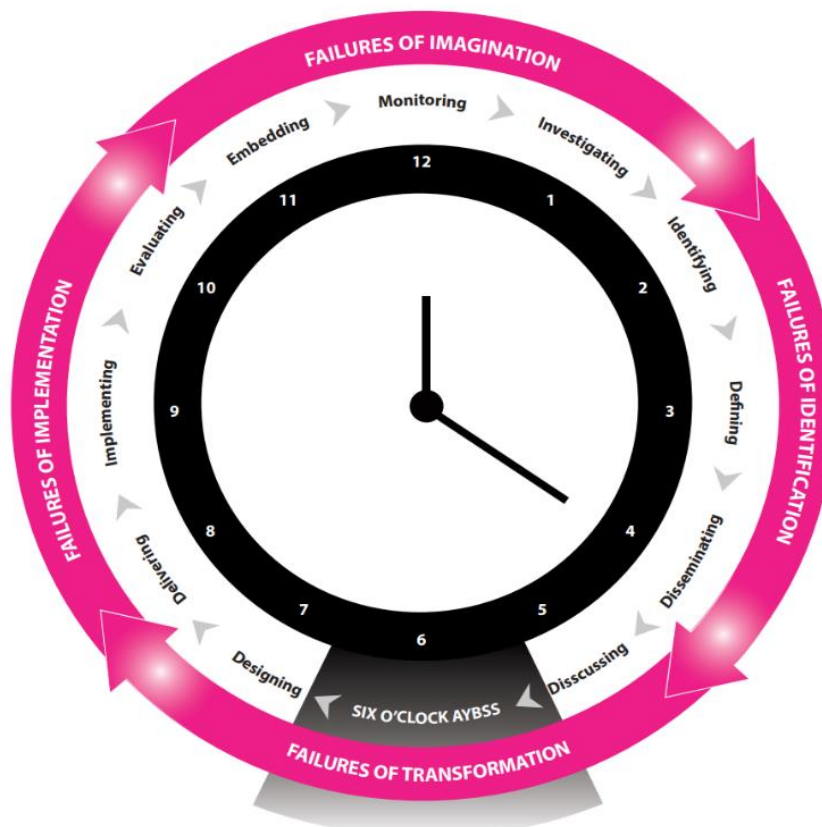 FAILURES OF IMAGINATION
FAILURES OF IDENTIFICATION
FAILURES OF TRANSFORMATION
FAILURES OF IMPLEMENTATION
Monitoring
Investigating
Identifying
Defining
Disseminating
Disscussing
SIX O'CLOCK AYBSS
Designing
Delivering
Implementing
Evaluating
Embedding
12
1
2
3
4
5
6
7
8
9
10
11